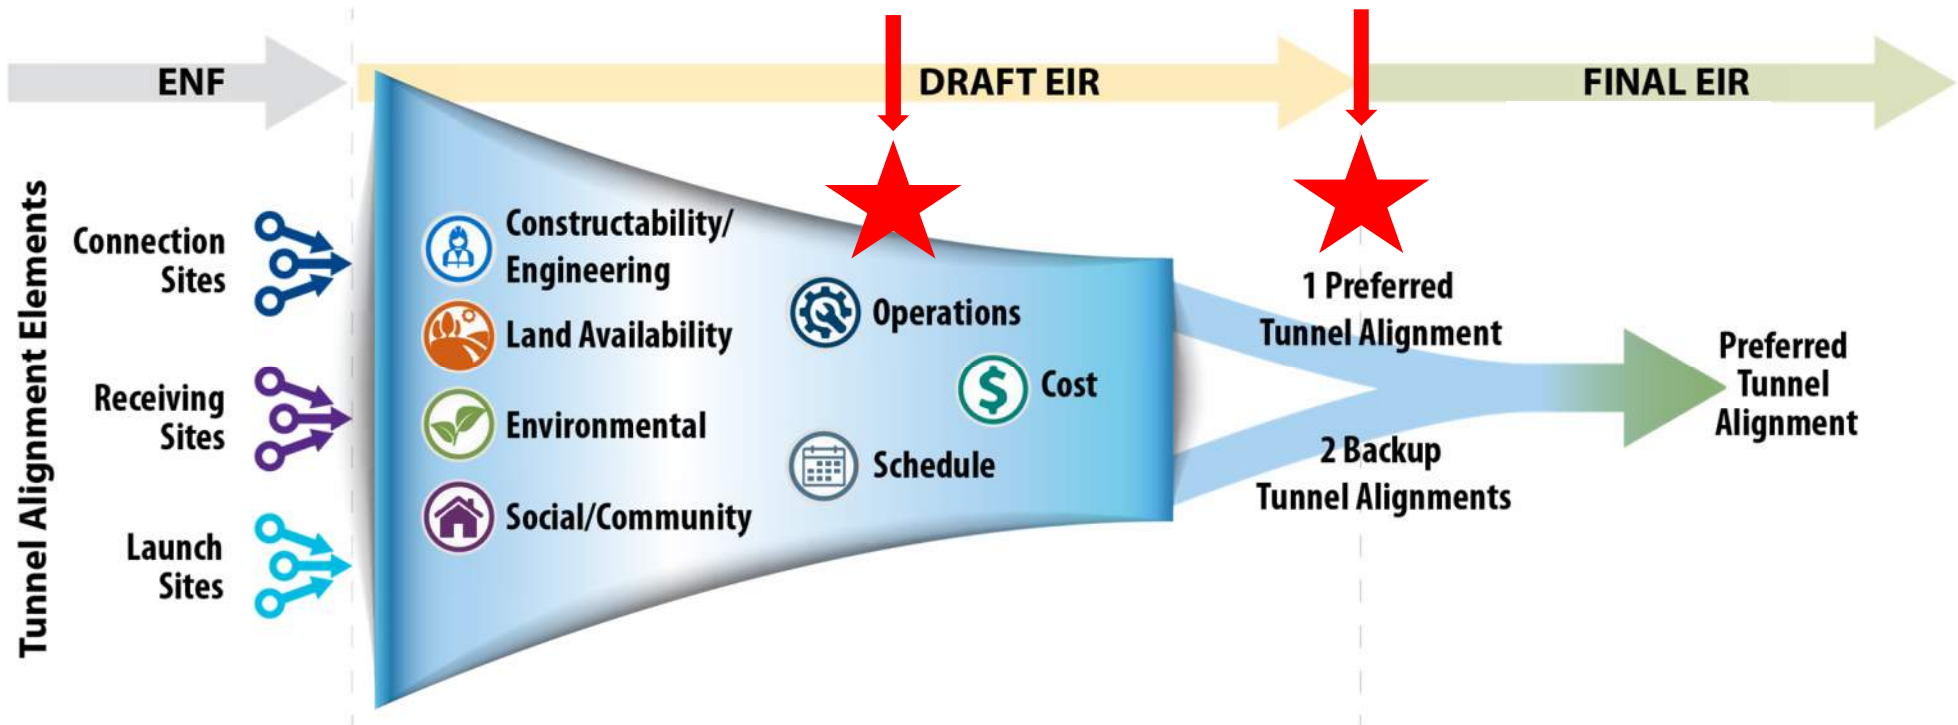 ENF
DRAFT EIR
FINAL EIR
Tunnel Alignment Elements
Connection
Sites
Receiving
Sites
Launch
Sites
Constructability/
Engineering
Land Availability
Environmental
Social/Community
Operations
$ Cost
Schedule
1 Preferred
Tunnel Alignment
2 Backup
Tunnel Alignments
Preferred
Tunnel
Alignment